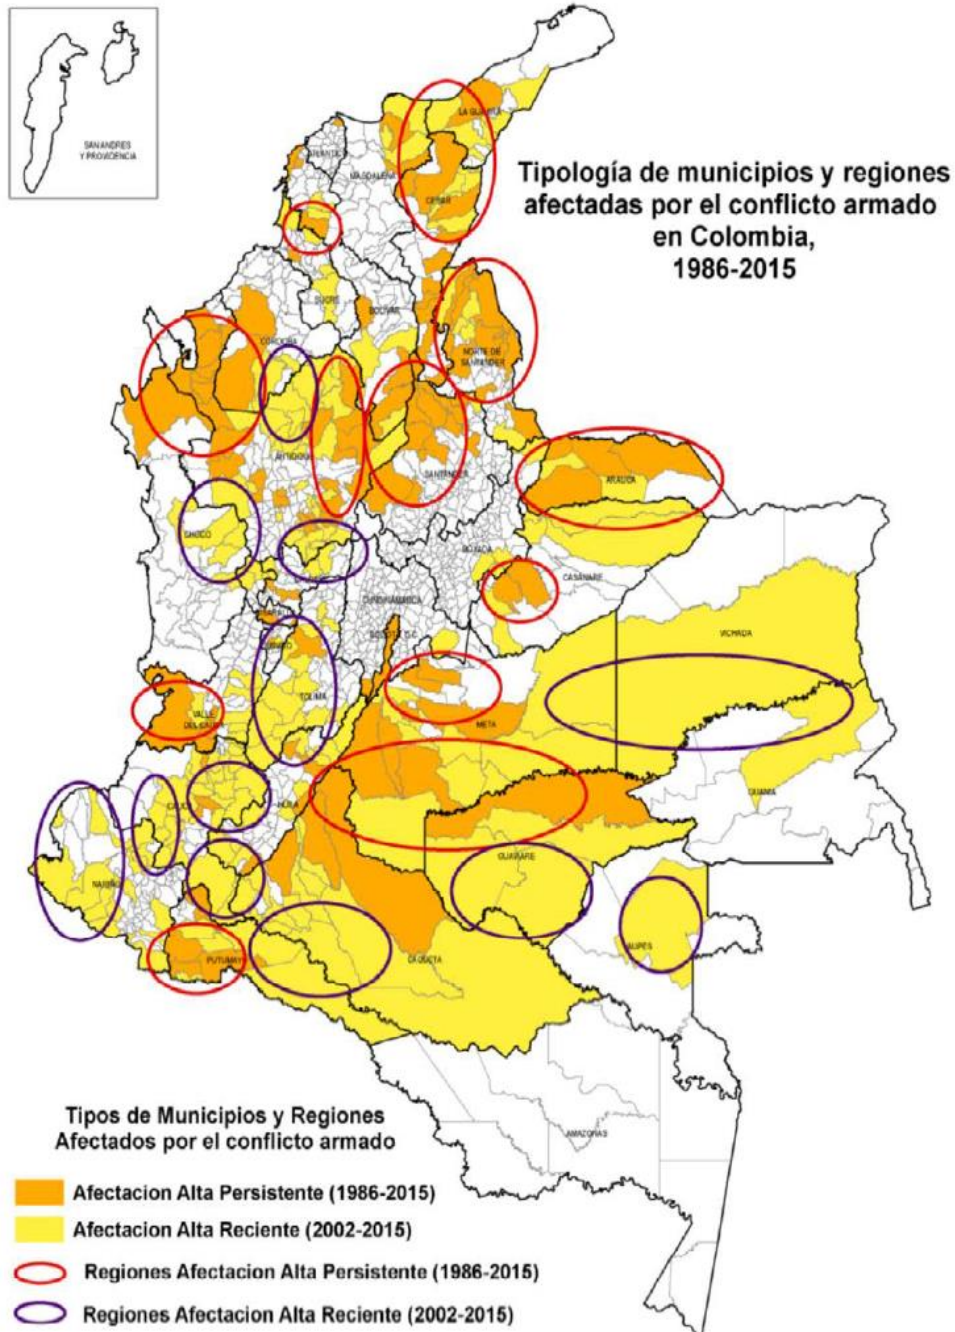 SAN ANDRES
Y PROVIDENCIA
Tipología de municipios y regiones
afectadas por el conflicto armado
en Colombia,
1986-2015
LA GUAJIRA
MAGDALENA
CESAR
SUCRE
BOLIVAR
CORDOBA
NORTE DE
SANTANDER
ANTIOQUIA
SANTANDER
ARAUCA
CHOCO
BOYACA
CASANARE
CUNDINAMARCA
BOGOTA D.C.
VICHADA
TOLIMA
VALLE
DEL CAUCA
META
HUILA
CAUCA
GUAINIA
GUAVIARE
NARIÑO
VAUPES
PUTUMAYO
CAQUETA
AMAZONAS
Tipos de Municipios y Regiones
Afectados por el conflicto armado
Afectacion Alta Persistente (1986-2015)
Afectacion Alta Reciente (2002-2015)
Regiones Afectacion Alta Persistente (1986-2015)
Regiones Afectacion Alta Reciente (2002-2015)